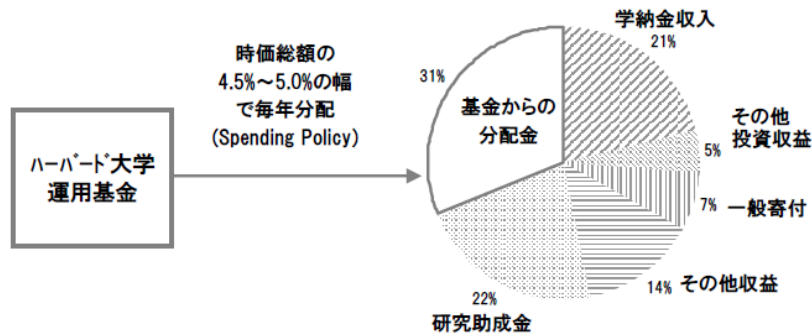 ハーバード大学
運用基金
時価総額の
4.5%~5.0%の幅
で毎年分配
(Spending Policy)
31%
基金からの
分配金
学納金収入
21%
その他
投資収益
5%
7%
一般寄付
14%
その他収益
22%
研究助成金